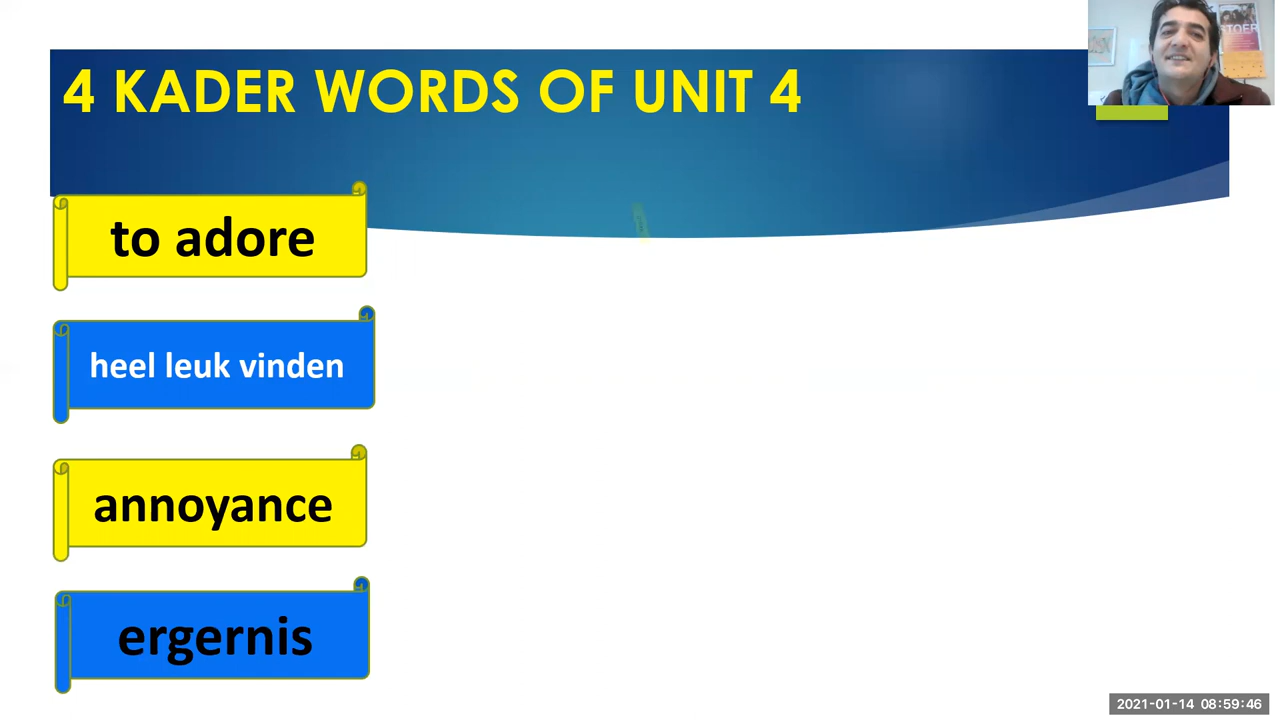 4 KADER WORDS OF UNIT 4
STOER
to adore
heel leuk vinden
annoyance
ergernis
2021-01-14 08:59:46